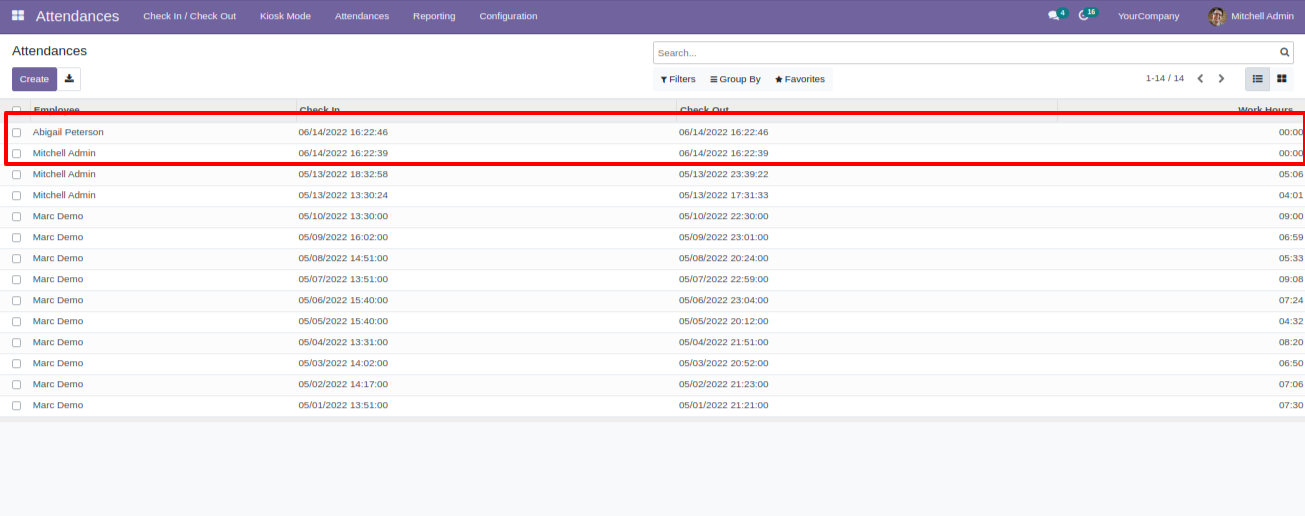 Attendances Check In / Check Out Kiosk Mode Attendances Reporting Configuration 4 16 YourCompany Mitchell Admin
Attendances
Search...
Create Filters Group By Favorites 1-14 / 14
Employee Check In Check Out Work Hours
Abigail Peterson 06/14/2022 16:22:46 06/14/2022 16:22:46 00:00
Mitchell Admin 06/14/2022 16:22:39 06/14/2022 16:22:39 00:00
Mitchell Admin 05/13/2022 18:32:58 05/13/2022 23:39:22 05:06
Mitchell Admin 05/13/2022 13:30:24 05/13/2022 17:31:33 04:01
Marc Demo 05/10/2022 13:30:00 05/10/2022 22:30:00 09:00
Marc Demo 05/09/2022 16:02:00 05/09/2022 23:01:00 06:59
Marc Demo 05/08/2022 14:51:00 05/08/2022 20:24:00 05:33
Marc Demo 05/07/2022 13:51:00 05/07/2022 22:59:00 09:08
Marc Demo 05/06/2022 15:40:00 05/06/2022 23:04:00 07:24
Marc Demo 05/05/2022 15:40:00 05/05/2022 20:12:00 04:32
Marc Demo 05/04/2022 13:31:00 05/04/2022 21:51:00 08:20
Marc Demo 05/03/2022 14:02:00 05/03/2022 20:52:00 06:50
Marc Demo 05/02/2022 14:17:00 05/02/2022 21:23:00 07:06
Marc Demo 05/01/2022 13:51:00 05/01/2022 21:21:00 07:30